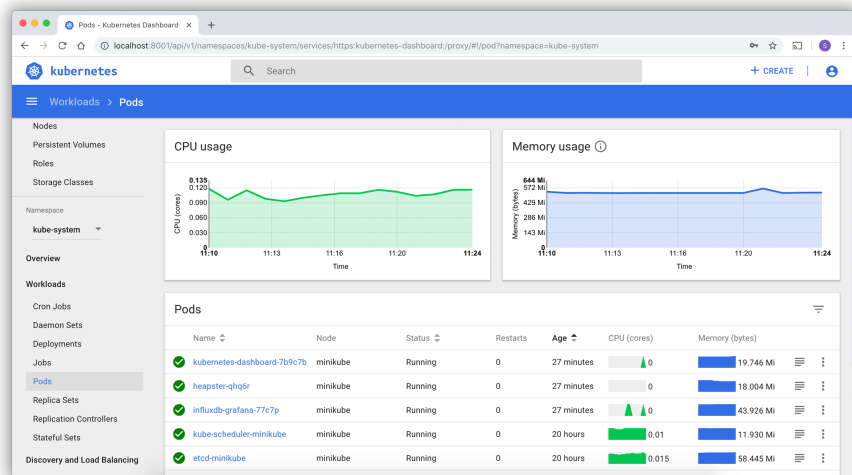 Pods - Kubernetes Dashboard
localhost:8001/api/v1/namespaces/kube-system/services/https:kubernetes-dashboard:/proxy/#!/pod?namespace=kube-system
S
kubernetes
Search
+ CREATE
Workloads > Pods
Nodes
Persistent Volumes
Roles
Storage Classes
Namespace
kube-system
Overview
Workloads
Cron Jobs
Daemon Sets
Deployments
Jobs
Pods
Replica Sets
Replication Controllers
Stateful Sets
Discovery and Load Balancing
CPU usage
CPU (cores)
0.135
0.120
0.090
0.060
0.030
0
11:10 11:13 11:16 11:20 11:24
Time
Memory usage
Memory (bytes)
644 Mi
572 Mi
429 Mi
286 Mi
143 Mi
0
11:10 11:13 11:16 11:20 11:24
Time
Pods
Name Node Status Restarts Age CPU (cores) Memory (bytes)
kubernetes-dashboard-7b9c7b minikube Running 0 27 minutes 0 19.746 Mi
heapster-qhq6r minikube Running 0 27 minutes 0 18.004 Mi
influxdb-grafana-77c7p minikube Running 0 27 minutes 0 43.926 Mi
kube-scheduler-minikube minikube Running 0 20 hours 0.01 11.930 Mi
etcd-minikube minikube Running 0 20 hours 0.015 58.445 Mi